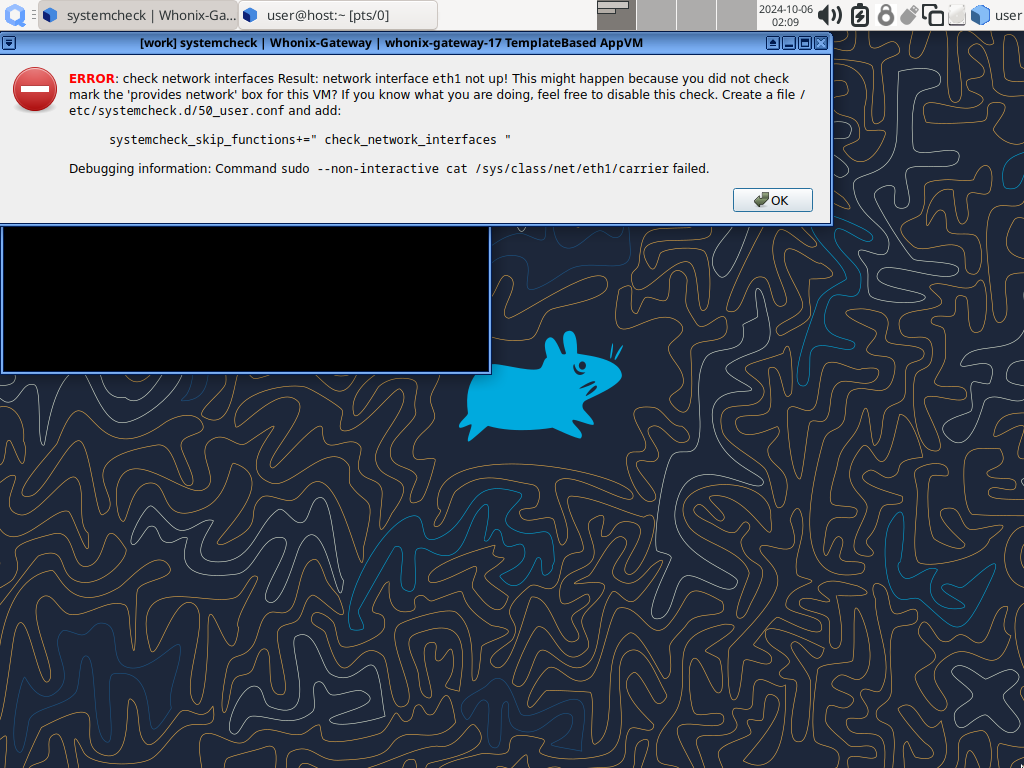 systemcheck | Whonix-Ga...
user@host:~ [pts/0]
2024-10-06
02:09
user
[work] systemcheck | Whonix-Gateway | whonix-gateway-17 TemplateBased AppVM
ERROR: check network interfaces Result: network interface eth1 not up! This might happen because you did not check
mark the 'provides network' box for this VM? If you know what you are doing, feel free to disable this check. Create a file /
etc/systemcheck.d/50_user.conf and add:
systemcheck_skip_functions+=" check_network_interfaces "
Debugging information: Command sudo --non-interactive cat /sys/class/net/eth1/carrier failed.
OK